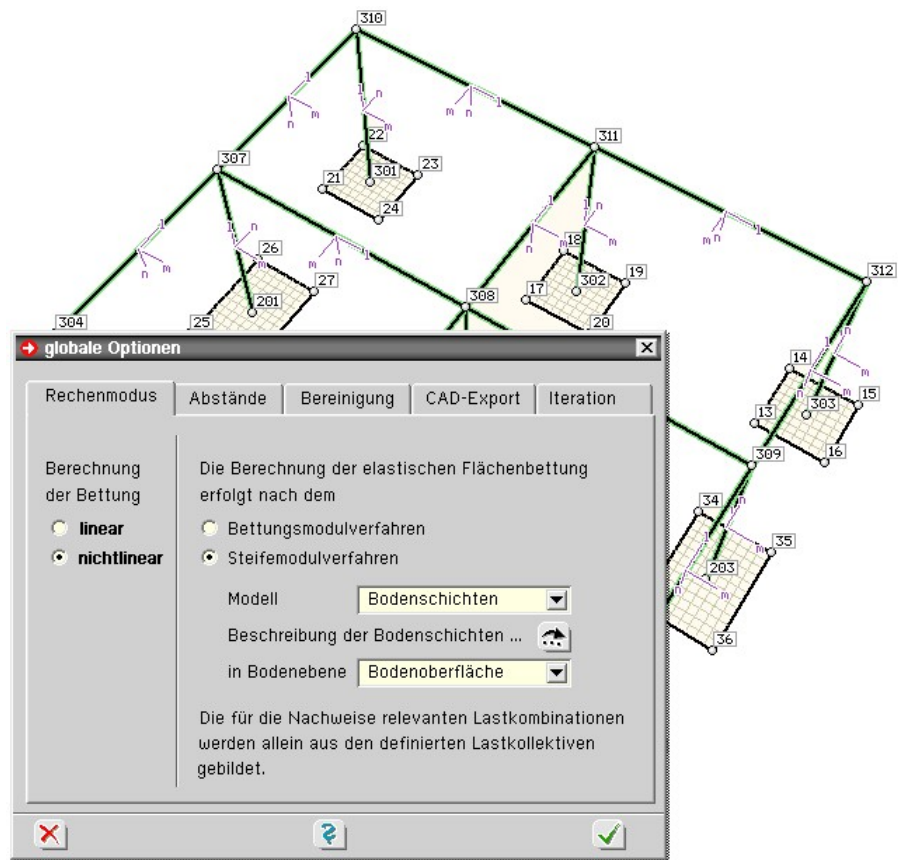 310
l
n
m
n
m
n
m
l
22
311
307
301
23
21
24
l
n
m
n
m
n
m
l
l
n
m
n
m
m
n
l
26
27
18
19
312
201
17
302
308
20
304
25
14
15
13
303
16
309
34
35
203
36
l
n
m
n
m
n
m
l
n
m
globale Optionen
Rechenmodus Abstände Bereinigung CAD-Export Iteration
Berechnung
der Bettung
linear
nichtlinear
Die Berechnung der elastischen Flächenbettung
erfolgt nach dem
Bettungsmodulverfahren
Steifemodulverfahren
Modell Bodenschichten
Beschreibung der Bodenschichten ...
in Bodenebene Bodenoberfläche
Die für die Nachweise relevanten Lastkombinationen
werden allein aus den definierten Lastkollektiven
gebildet.